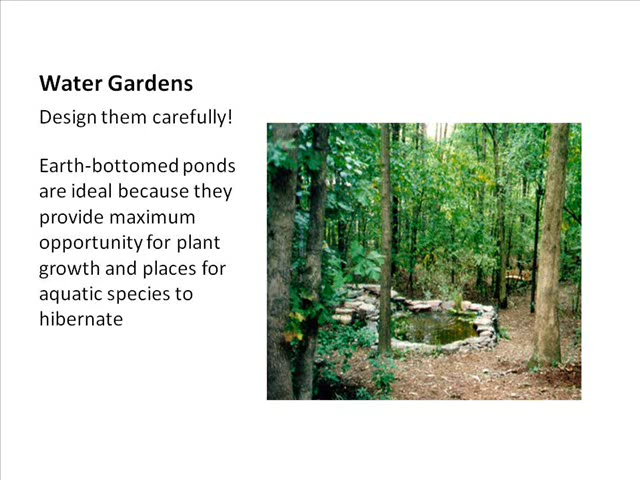 Water Gardens
Design them carefully!
Earth-bottomed ponds
are ideal because they
provide maximum
opportunity for plant
growth and places for
aquatic species to
hibernate